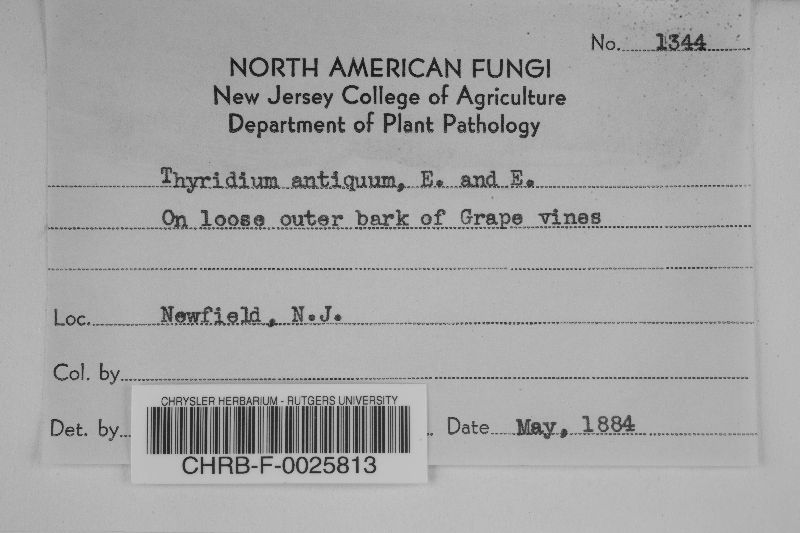 No. 1344
NORTH AMERICAN FUNGI
New Jersey College of Agriculture
Department of Plant Pathology
Thyridium antiquum, E. and E.
On loose outer bark of Grape vines
Loc. Newfield, N.J.
Col. by
Det. by Date May, 1884
CHRYSLER HERBARIUM - RUTGERS UNIVERSITY
CHRB-F-0025813